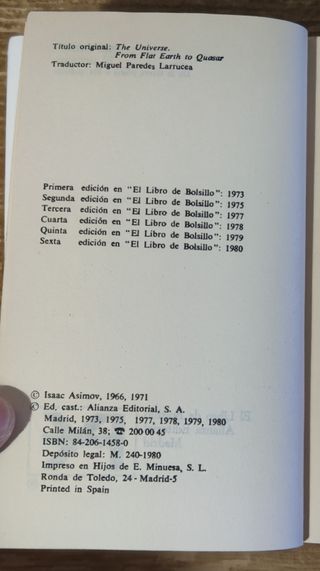 Título original: The Universe.
From Flat Earth to Quasar
Traductor: Miguel Paredes Larrucea
Primera edición en "El Libro de Bolsillo": 1973
Segunda edición en "El Libro de Bolsillo": 1975
Tercera edición en "El Libro de Bolsillo": 1977
Cuarta edición en "El Libro de Bolsillo": 1978
Quinta edición en "El Libro de Bolsillo": 1979
Sexta edición en "El Libro de Bolsillo": 1980
© Isaac Asimov, 1966, 1971
© Ed. cast.: Alianza Editorial, S. A.
Madrid, 1973, 1975, 1977, 1978, 1979, 1980
Calle Milán, 38; ☎ 200 00 45
ISBN: 84-206-1458-0
Depósito legal: M. 240-1980
Impreso en Hijos de E. Minuesa, S. L.
Ronda de Toledo, 24 - Madrid-5
Printed in Spain